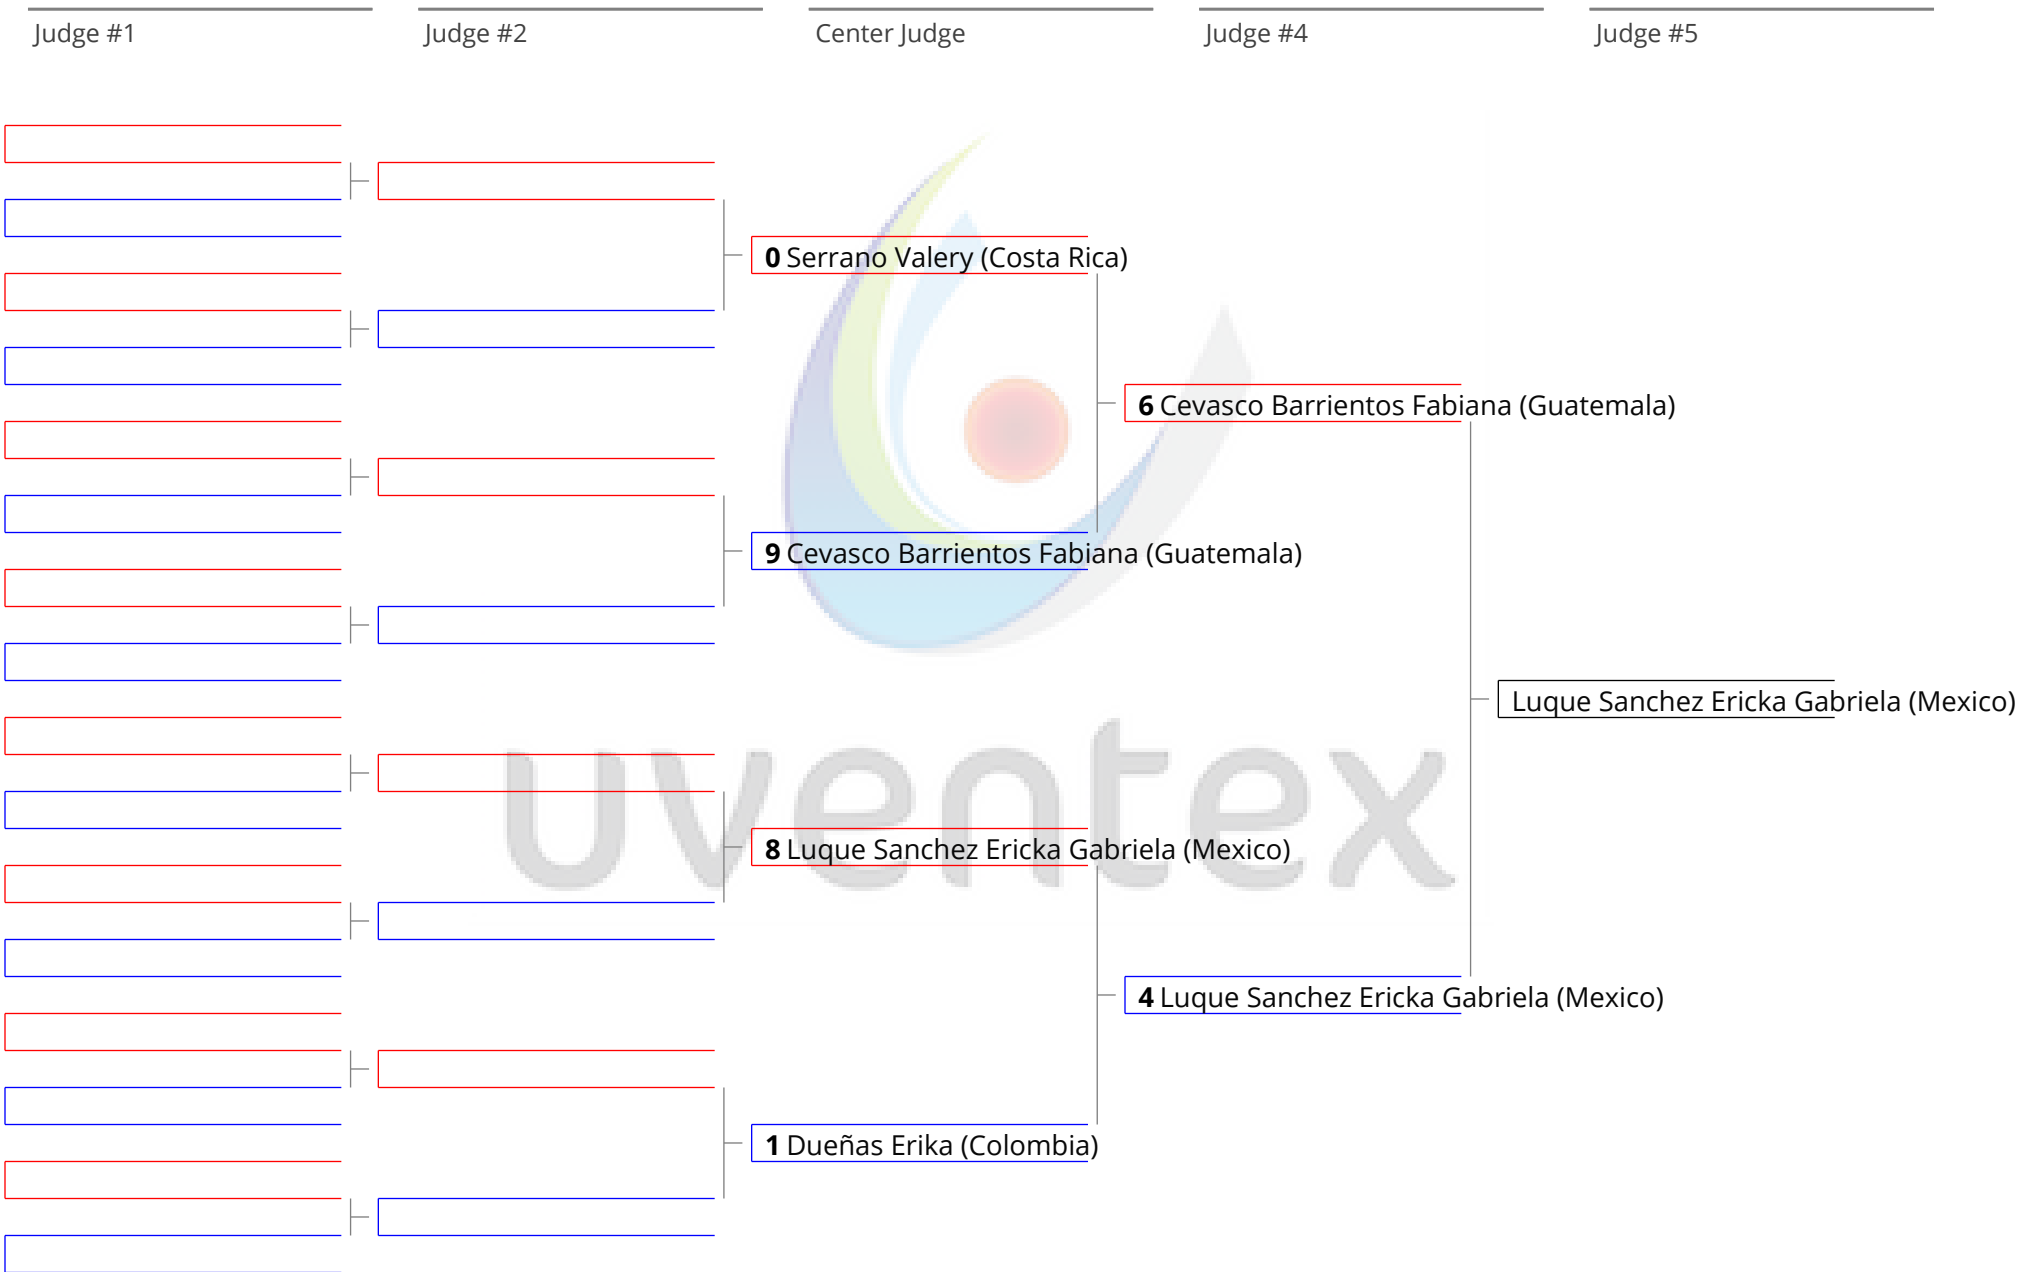 Judge #1 Judge #2 Center Judge Judge #4 Judge #5
0 Serrano Valery (Costa Rica)
6 Cevasco Barrientos Fabiana (Guatemala)
9 Cevasco Barrientos Fabiana (Guatemala)
Luque Sanchez Ericka Gabriela (Mexico)
uventex
8 Luque Sanchez Ericka Gabriela (Mexico)
4 Luque Sanchez Ericka Gabriela (Mexico)
1 Dueñas Erika (Colombia)